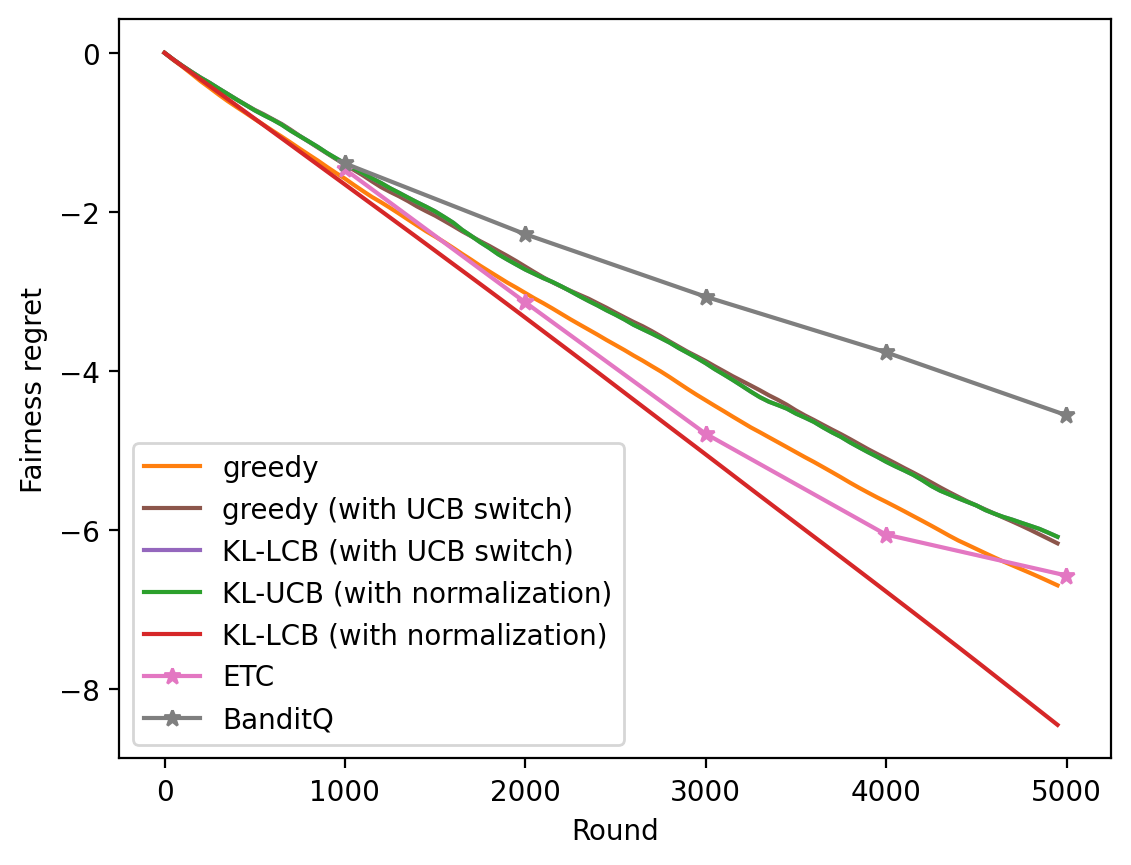 0
−2
−4
−6
−8
Fairness regret
greedy
greedy (with UCB switch)
KL-LCB (with UCB switch)
KL-UCB (with normalization)
KL-LCB (with normalization)
ETC
BanditQ
0 1000 2000 3000 4000 5000
Round